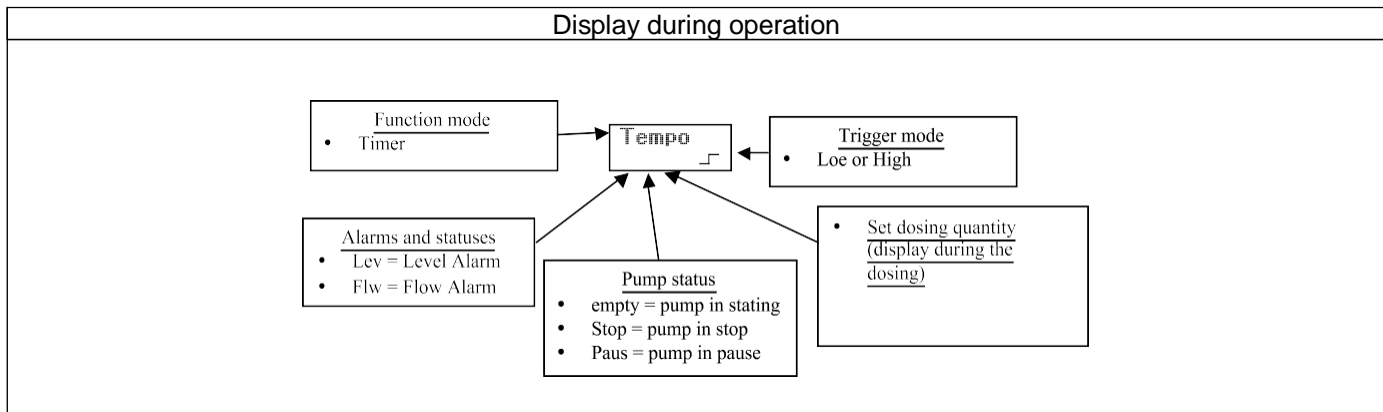 Display during operation
Function mode
• Timer
Tempo
Trigger mode
• Loe or High
Alarms and statuses
• Lev = Level Alarm
• Flw = Flow Alarm
Pump status
• empty = pump in stating
• Stop = pump in stop
• Paus = pump in pause
• Set dosing quantity
(display during the
dosing)